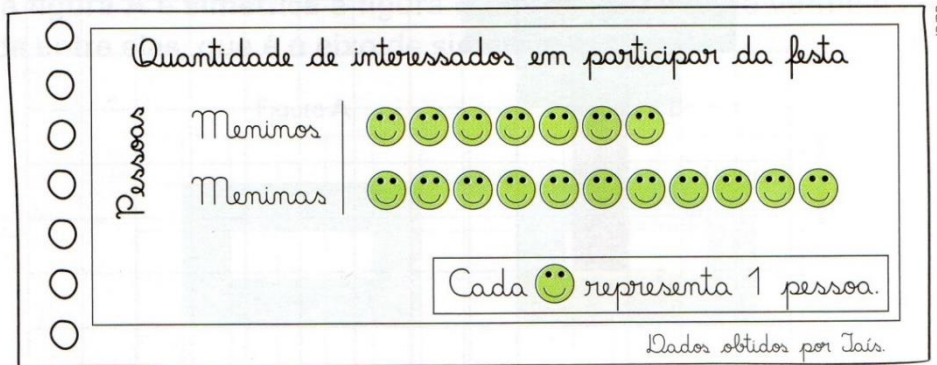 Quantidade de interessados em participar da festa
Pessoas
Meninos
Meninas
Cada representa 1 pessoa.
Dados obtidos por Taís.